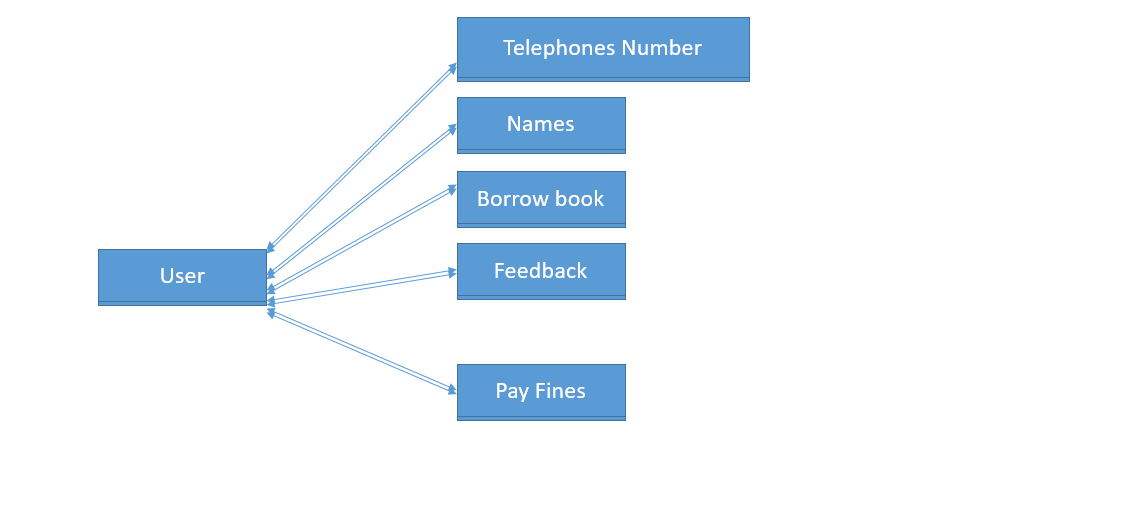 Telephones Number
Names
Borrow book
Feedback
User
Pay Fines